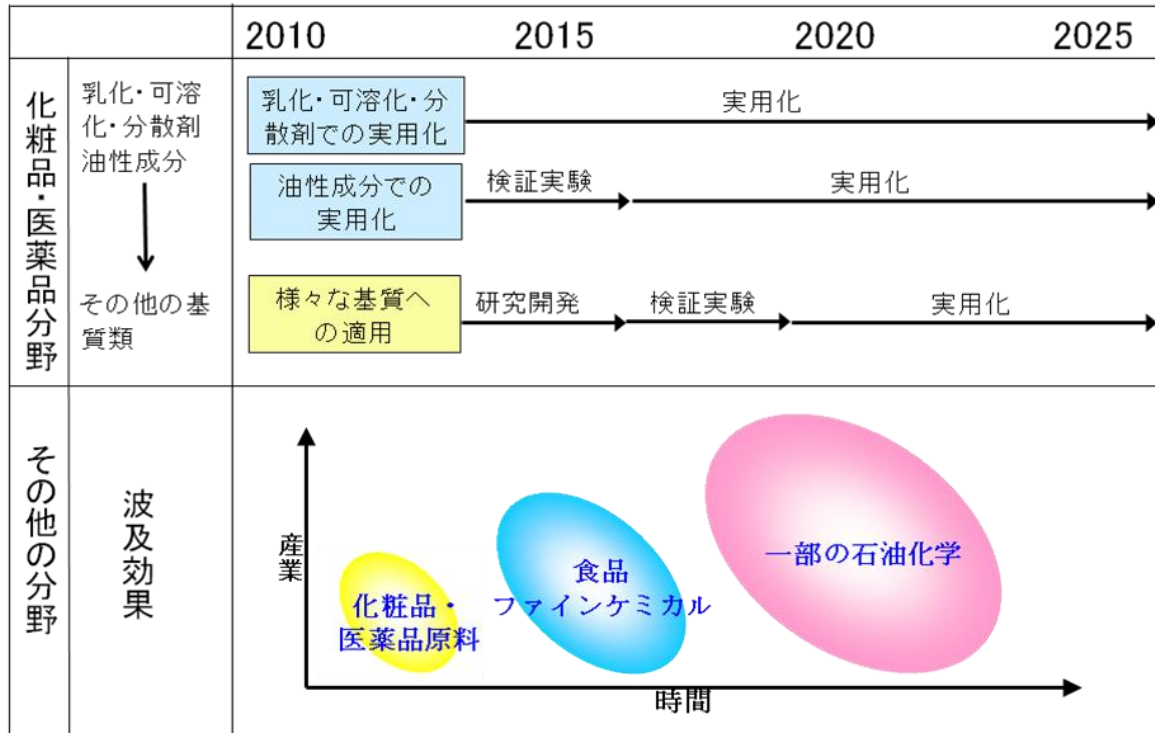 2010 2015 2020 2025
化粧品・医薬品分野
乳化・可溶
化・分散剤
油性成分
その他の基
質類
乳化・可溶化・分
散剤での実用化
実用化
油性成分での
実用化
検証実験
実用化
様々な基質へ
の適用
研究開発
検証実験
実用化
その他の分野
波及効果
産業
化粧品・
医薬品原料
食品
ファインケミカル
一部の石油化学
時間